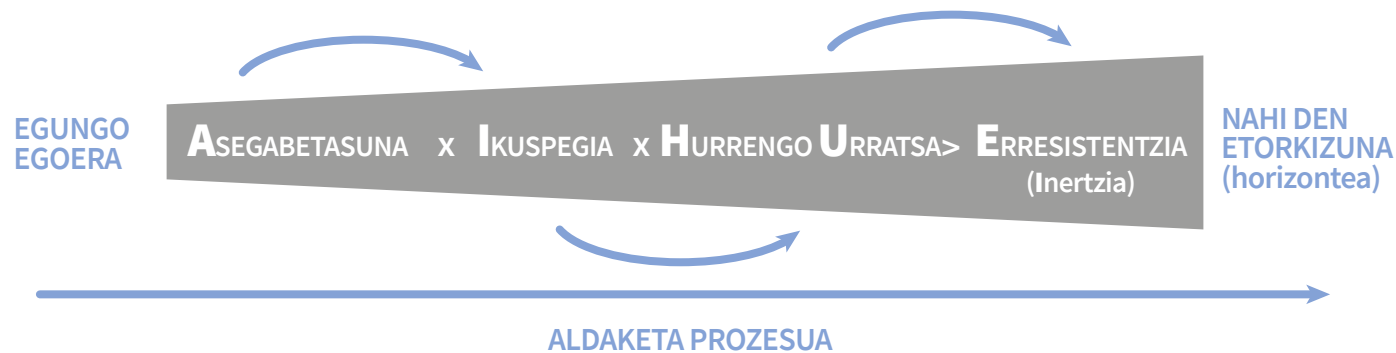 EGUNGO
EGOERA
ASEGABETASUNA x IKUSPEGIA x HURRENGO URRATSA> ERRESISTENTZIA
(Inertzia)
NAHI DEN
ETORKIZUNA
(horizontea)
ALDAKETA PROZESUA